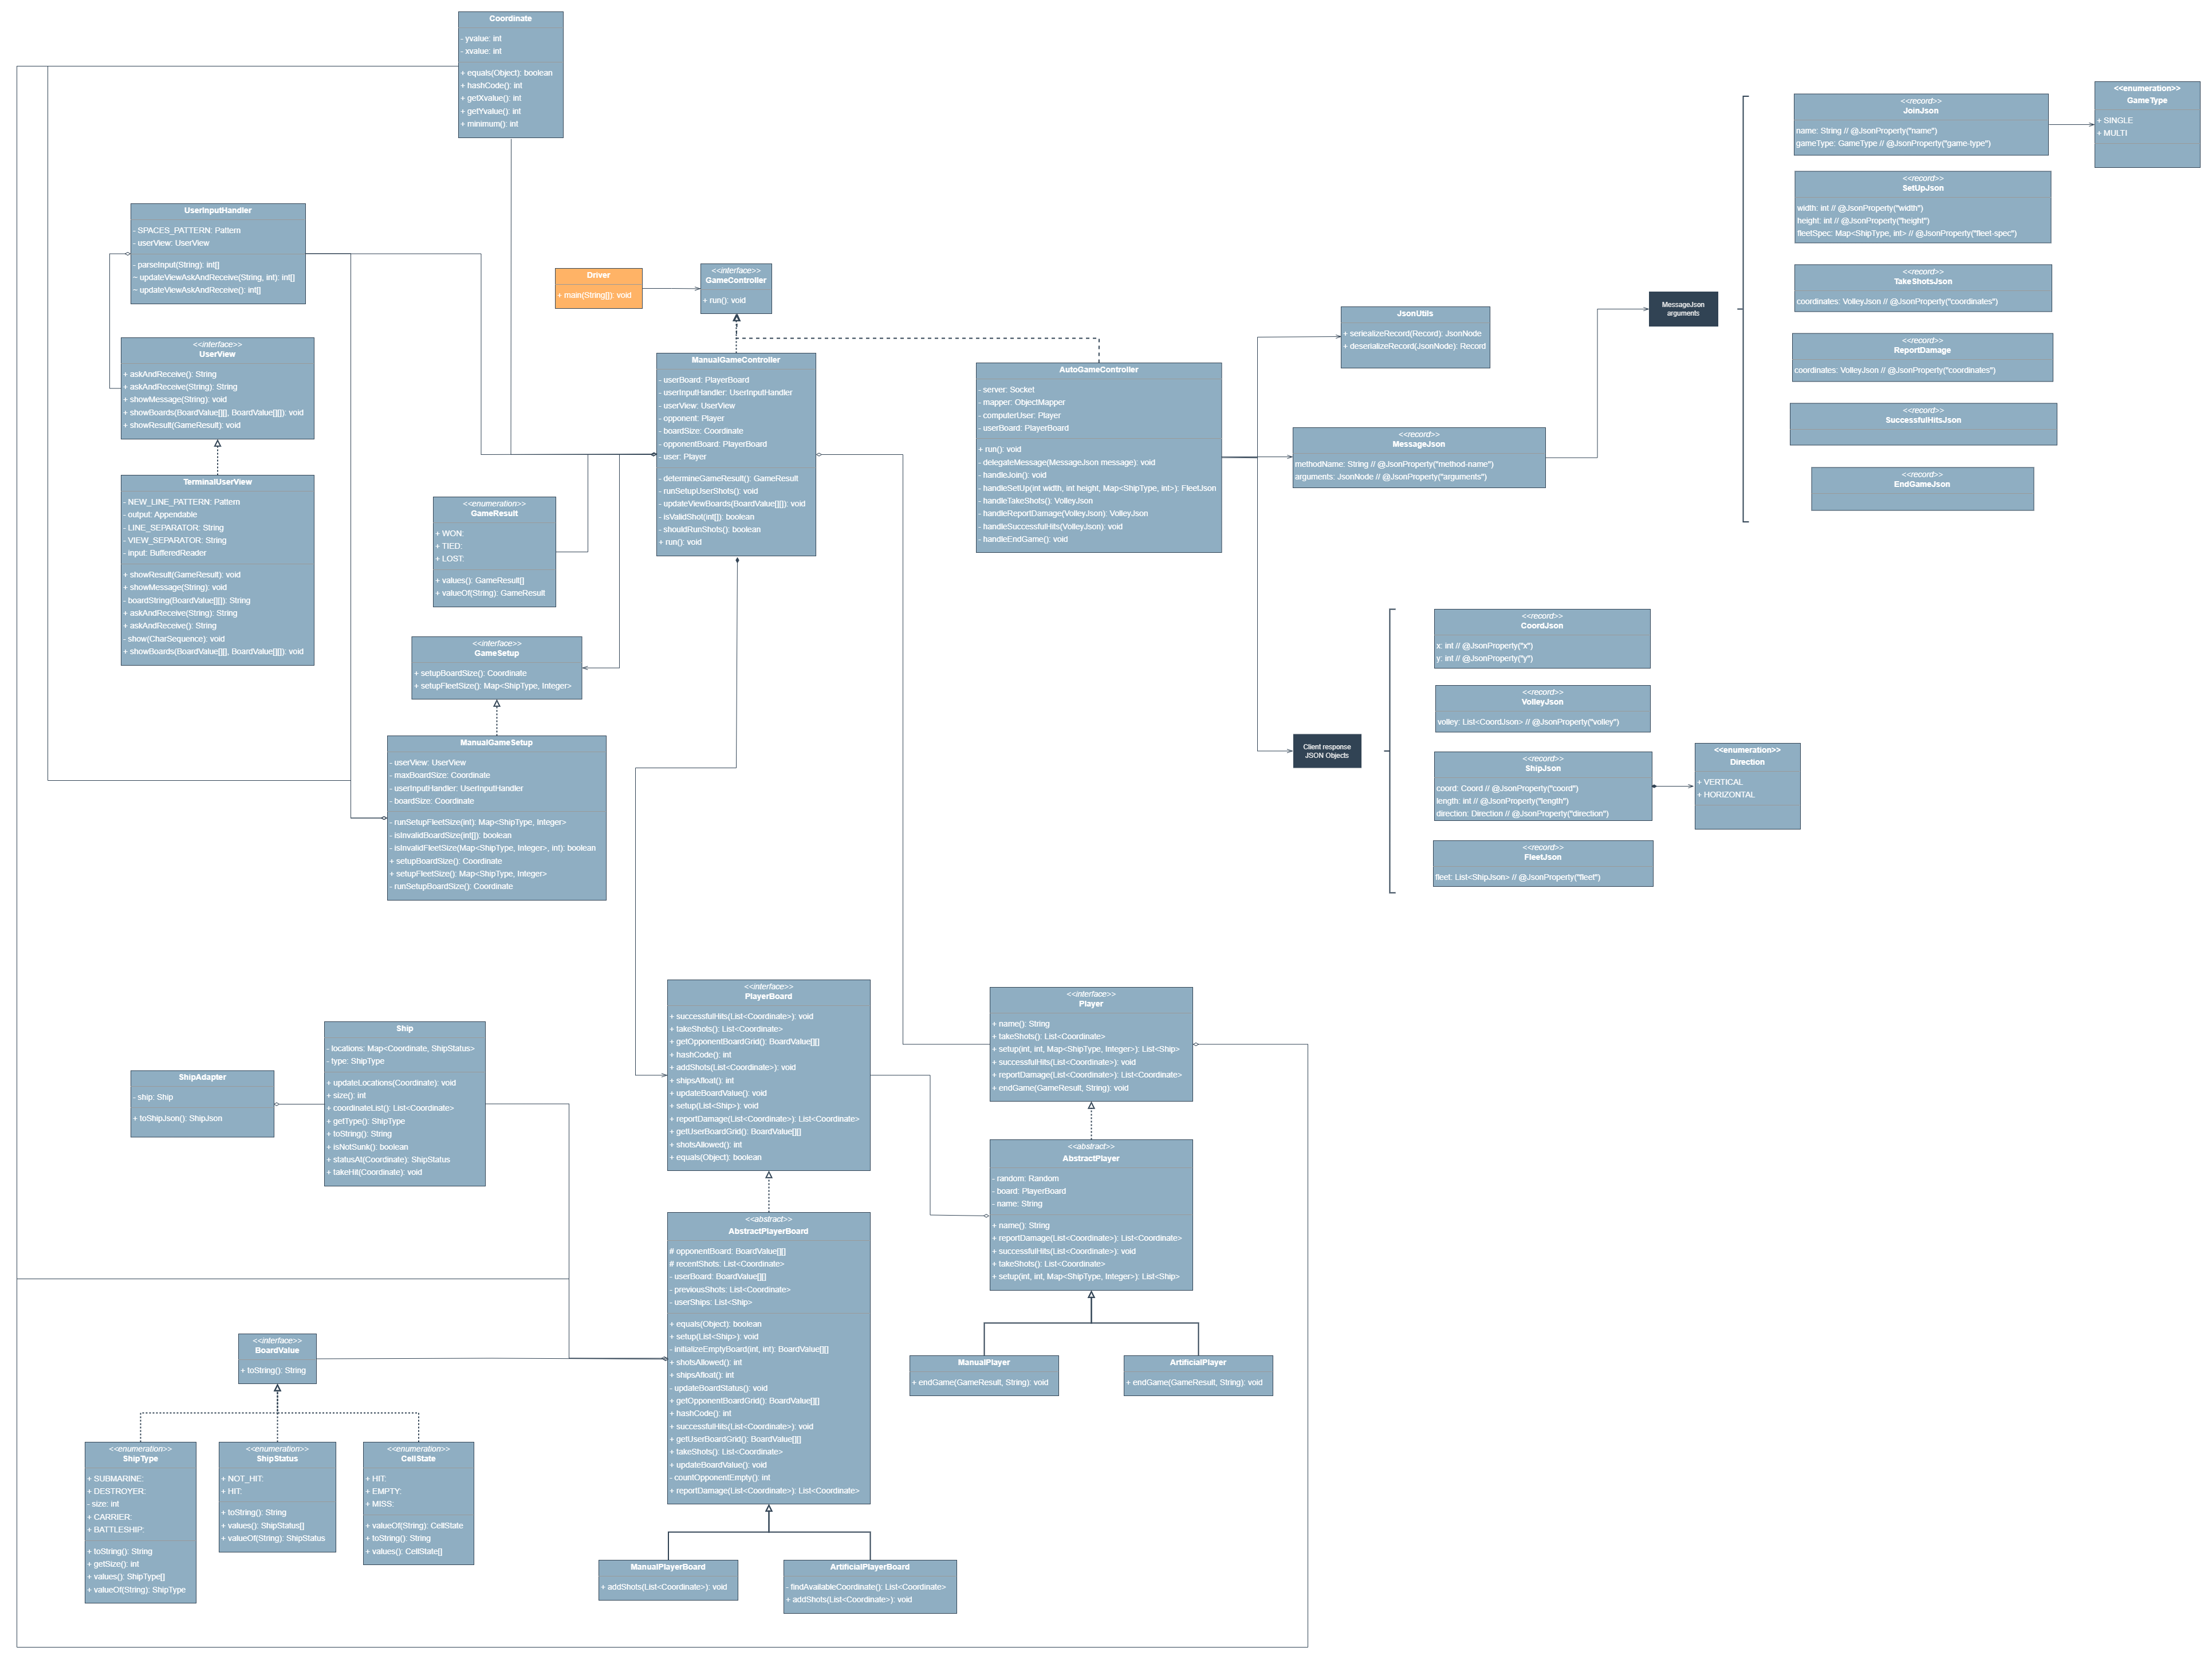 Coordinate
- yvalue: int
- xvalue: int
+ equals(Object): boolean
+ hashCode(): int
+ getXvalue(): int
+ getYvalue(): int
+ minimum(): int
UserInputHandler
- SPACES_PATTERN: Pattern
- userView: UserView
- parseInput(String): int[]
~ updateViewAskAndReceive(String, int): int[]
~ updateViewAskAndReceive(): int[]
<<interface>>
UserView
+ askAndReceive(): String
+ askAndReceive(String): String
+ showMessage(String): void
+ showBoards(BoardValue[][], BoardValue[][]): void
+ showResult(GameResult): void
TerminalUserView
- NEW_LINE_PATTERN: Pattern
- output: Appendable
- LINE_SEPARATOR: String
- VIEW_SEPARATOR: String
- input: BufferedReader
+ showResult(GameResult): void
+ showMessage(String): void
- boardString(BoardValue[][]): String
+ askAndReceive(String): String
+ askAndReceive(): String
- show(CharSequence): void
+ showBoards(BoardValue[][], BoardValue[][]): void
Driver
+ main(String[]): void
<<interface>>
GameController
+ run(): void
ManualGameController
- userBoard: PlayerBoard
- userInputHandler: UserInputHandler
- userView: UserView
- opponent: Player
- boardSize: Coordinate
- opponentBoard: PlayerBoard
- user: Player
- determineGameResult(): GameResult
- runSetupUserShots(): void
- updateViewBoards(BoardValue[][]): void
- isValidShot(int[]): boolean
- shouldRunShots(): boolean
+ run(): void
<<enumeration>>
GameResult
+ WON:
+ TIED:
+ LOST:
+ values(): GameResult[]
+ valueOf(String): GameResult
<<interface>>
GameSetup
+ setupBoardSize(): Coordinate
+ setupFleetSize(): Map<ShipType, Integer>
ManualGameSetup
- userView: UserView
- maxBoardSize: Coordinate
- userInputHandler: UserInputHandler
- boardSize: Coordinate
- runSetupFleetSize(int): Map<ShipType, Integer>
- isInvalidBoardSize(int[]): boolean
- isInvalidFleetSize(Map<ShipType, Integer>, int): boolean
+ setupBoardSize(): Coordinate
+ setupFleetSize(): Map<ShipType, Integer>
- runSetupBoardSize(): Coordinate
AutoGameController
- server: Socket
- mapper: ObjectMapper
- computerUser: Player
- userBoard: PlayerBoard
+ run(): void
- delegateMessage(MessageJson message): void
- handleJoin(): void
- handleSetUp(int width, int height, Map<ShipType, int>): FleetJson
- handleTakeShots(): VolleyJson
- handleReportDamage(VolleyJson): VolleyJson
- handleSuccessfulHits(VolleyJson): void
- handleEndGame(): void
JsonUtils
+ seriealizeRecord(Record): JsonNode
+ deserializeRecord(JsonNode): Record
<<record>>
MessageJson
methodName: String // @JsonProperty("method-name")
arguments: JsonNode // @JsonProperty("arguments")
MessageJson
arguments
<<record>>
JoinJson
name: String // @JsonProperty("name")
gameType: GameType // @JsonProperty("game-type")
<<enumeration>>
GameType
+ SINGLE
+ MULTI
<<record>>
SetUpJson
width: int // @JsonProperty("width")
height: int // @JsonProperty("height")
fleetSpec: Map<ShipType, int> // @JsonProperty("fleet-spec")
<<record>>
TakeShotsJson
coordinates: VolleyJson // @JsonProperty("coordinates")
<<record>>
ReportDamage
coordinates: VolleyJson // @JsonProperty("coordinates")
<<record>>
SuccessfulHitsJson
<<record>>
EndGameJson
Client response
JSON Objects
<<record>>
CoordJson
x: int // @JsonProperty("x")
y: int // @JsonProperty("y")
<<record>>
VolleyJson
volley: List<CoordJson> // @JsonProperty("volley")
<<record>>
ShipJson
coord: Coord // @JsonProperty("coord")
length: int // @JsonProperty("length")
direction: Direction // @JsonProperty("direction")
<<enumeration>>
Direction
+ VERTICAL
+ HORIZONTAL
<<record>>
FleetJson
fleet: List<ShipJson> // @JsonProperty("fleet")
ShipAdapter
- ship: Ship
+ toShipJson(): ShipJson
Ship
- locations: Map<Coordinate, ShipStatus>
- type: ShipType
+ updateLocations(Coordinate): void
+ size(): int
+ coordinateList(): List<Coordinate>
+ getType(): ShipType
+ toString(): String
+ isNotSunk(): boolean
+ statusAt(Coordinate): ShipStatus
+ takeHit(Coordinate): void
<<interface>>
PlayerBoard
+ successfulHits(List<Coordinate>): void
+ takeShots(): List<Coordinate>
+ getOpponentBoardGrid(): BoardValue[][]
+ hashCode(): int
+ addShots(List<Coordinate>): void
+ shipsAfloat(): int
+ updateBoardValue(): void
+ setup(List<Ship>): void
+ reportDamage(List<Coordinate>): List<Coordinate>
+ getUserBoardGrid(): BoardValue[][]
+ shotsAllowed(): int
+ equals(Object): boolean
<<abstract>>
AbstractPlayerBoard
# opponentBoard: BoardValue[][]
# recentShots: List<Coordinate>
- userBoard: BoardValue[][]
- previousShots: List<Coordinate>
- userShips: List<Ship>
+ equals(Object): boolean
+ setup(List<Ship>): void
- initializeEmptyBoard(int, int): BoardValue[][]
+ shotsAllowed(): int
+ shipsAfloat(): int
- updateBoardStatus(): void
+ getOpponentBoardGrid(): BoardValue[][]
+ hashCode(): int
+ successfulHits(List<Coordinate>): void
+ getUserBoardGrid(): BoardValue[][]
+ takeShots(): List<Coordinate>
+ updateBoardValue(): void
- countOpponentEmpty(): int
+ reportDamage(List<Coordinate>): List<Coordinate>
ManualPlayerBoard
+ addShots(List<Coordinate>): void
ArtificialPlayerBoard
- findAvailableCoordinate(): List<Coordinate>
+ addShots(List<Coordinate>): void
<<interface>>
Player
+ name(): String
+ takeShots(): List<Coordinate>
+ setup(int, int, Map<ShipType, Integer>): List<Ship>
+ successfulHits(List<Coordinate>): void
+ reportDamage(List<Coordinate>): List<Coordinate>
+ endGame(GameResult, String): void
<<abstract>>
AbstractPlayer
- random: Random
- board: PlayerBoard
- name: String
+ name(): String
+ reportDamage(List<Coordinate>): List<Coordinate>
+ successfulHits(List<Coordinate>): void
+ takeShots(): List<Coordinate>
+ setup(int, int, Map<ShipType, Integer>): List<Ship>
ManualPlayer
+ endGame(GameResult, String): void
ArtificialPlayer
+ endGame(GameResult, String): void
<<interface>>
BoardValue
+ toString(): String
<<enumeration>>
ShipType
+ SUBMARINE:
+ DESTROYER:
- size: int
+ CARRIER:
+ BATTLESHIP:
+ toString(): String
+ getSize(): int
+ values(): ShipType[]
+ valueOf(String): ShipType
<<enumeration>>
ShipStatus
+ NOT_HIT:
+ HIT:
+ toString(): String
+ values(): ShipStatus[]
+ valueOf(String): ShipStatus
<<enumeration>>
CellState
+ HIT:
+ EMPTY:
+ MISS:
+ valueOf(String): CellState
+ toString(): String
+ values(): CellState[]